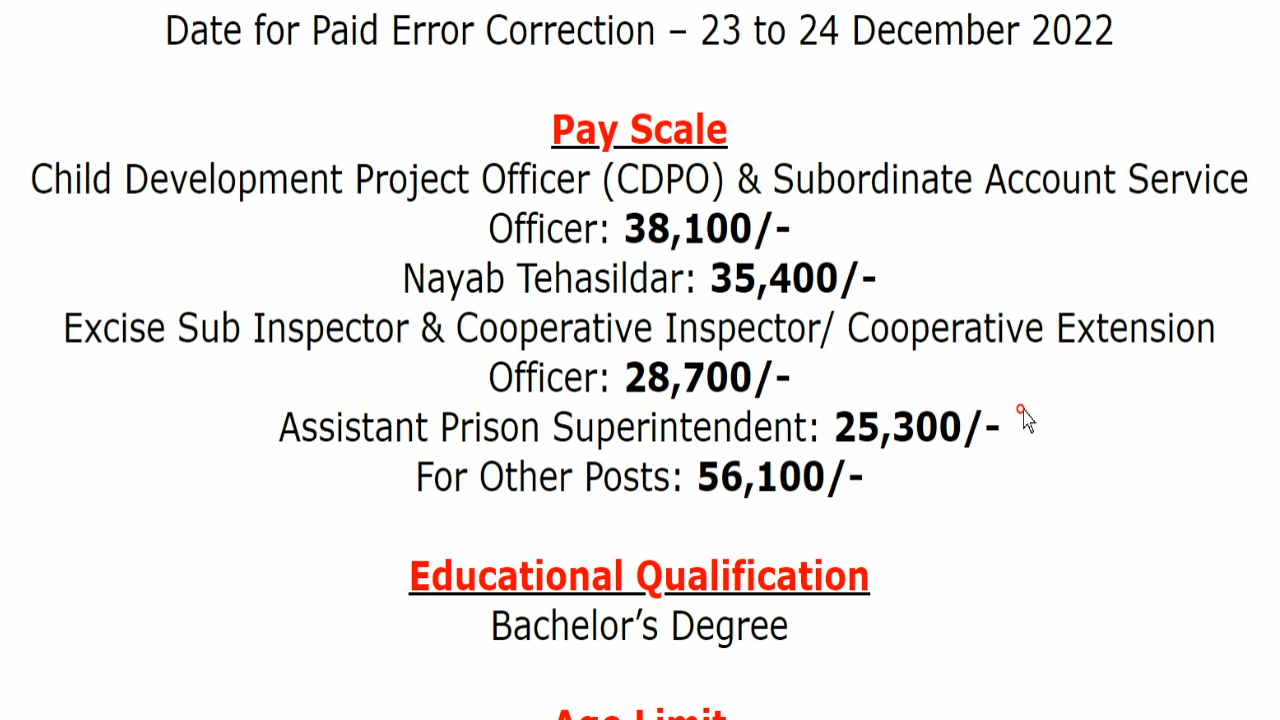 Date for Paid Error Correction – 23 to 24 December 2022
Pay Scale
Child Development Project Officer (CDPO) & Subordinate Account Service
Officer: 38,100/-
Nayab Tehasildar: 35,400/-
Excise Sub Inspector & Cooperative Inspector/ Cooperative Extension
Officer: 28,700/-
Assistant Prison Superintendent: 25,300/-
For Other Posts: 56,100/-
Educational Qualification
Bachelor’s Degree
Age Limit